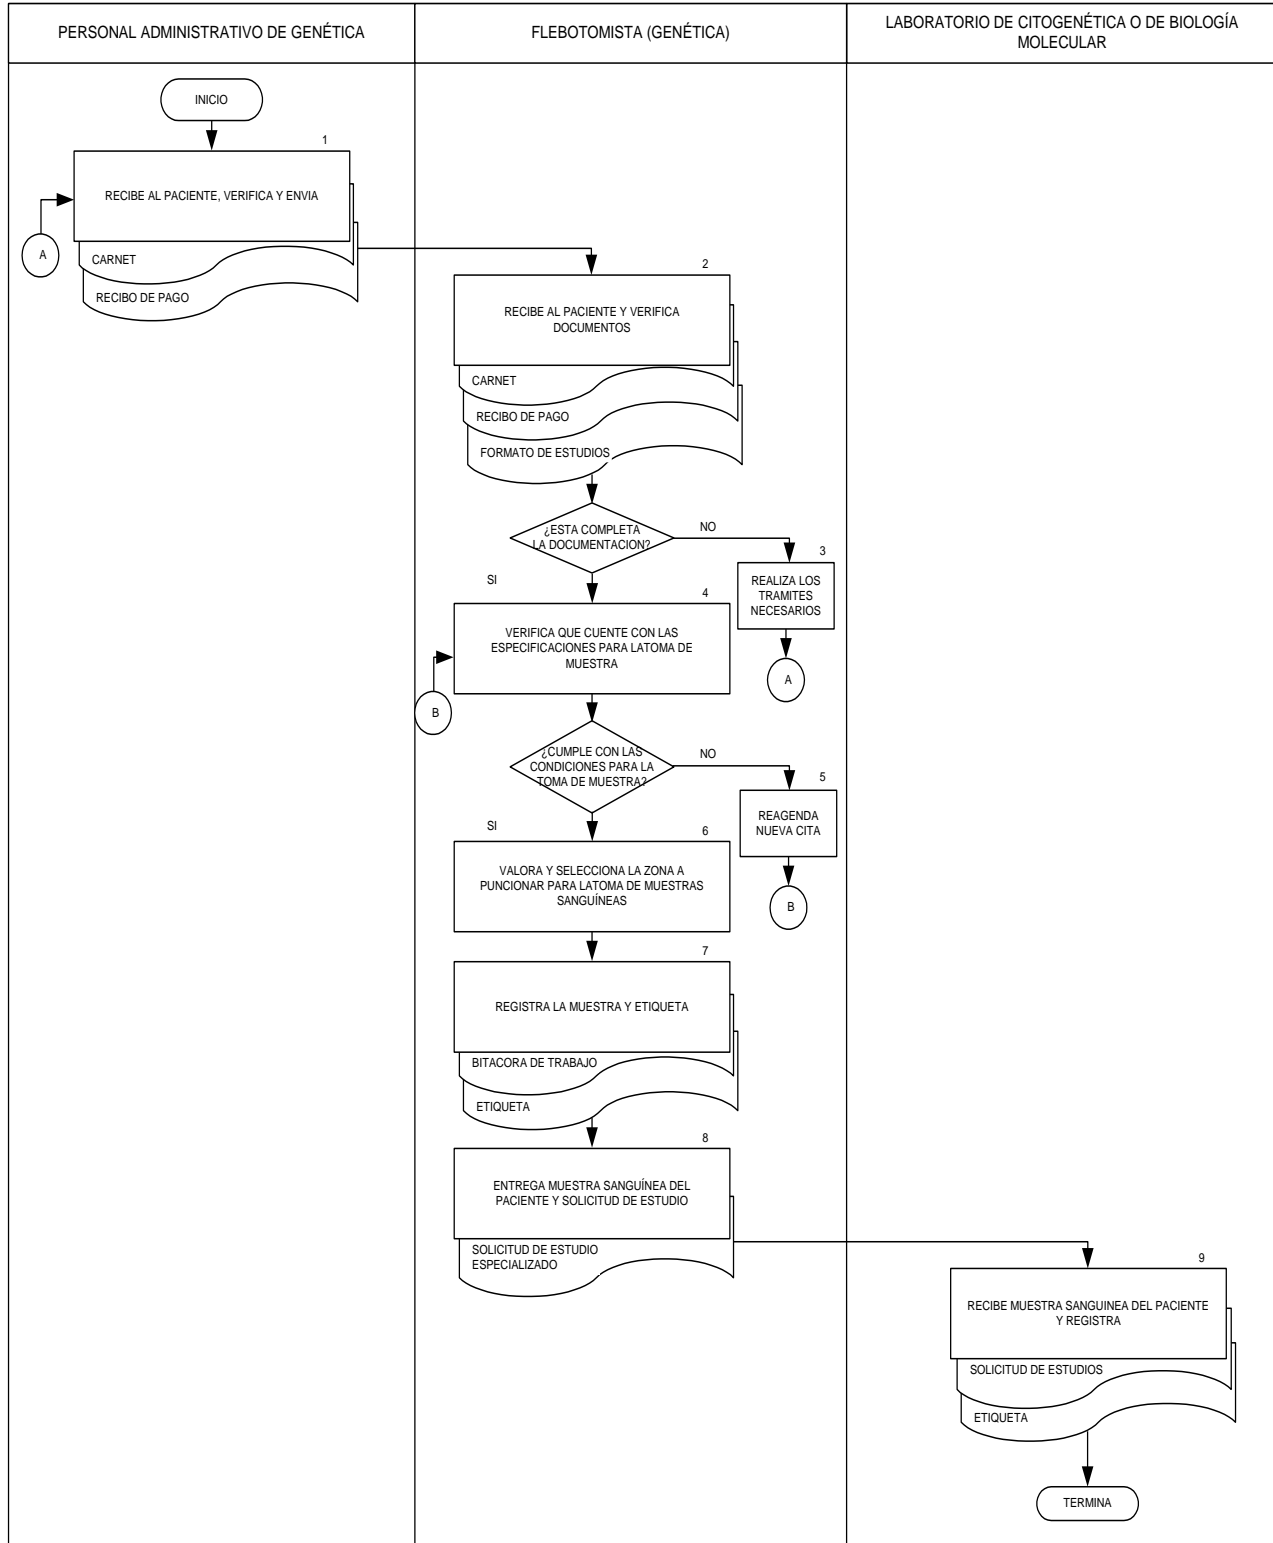 PERSONAL ADMINISTRATIVO DE GENÉTICA
FLEBOTOMISTA (GENÉTICA)
LABORATORIO DE CITOGENÉTICA O DE BIOLOGÍA
MOLECULAR
INICIO
1
RECIBE AL PACIENTE, VERIFICA Y ENVIA
A
CARNET
RECIBO DE PAGO
2
RECIBE AL PACIENTE Y VERIFICA
DOCUMENTOS
CARNET
RECIBO DE PAGO
FORMATO DE ESTUDIOS
¿ESTA COMPLETA
LA DOCUMENTACION?
NO
3
REALIZA LOS
TRAMITES
NECESARIOS
A
SI
4
VERIFICA QUE CUENTE CON LAS
ESPECIFICACIONES PARA LATOMA DE
MUESTRA
B
¿CUMPLE CON LAS
CONDICIONES PARA LA
TOMA DE MUESTRA?
NO
5
REAGENDA
NUEVA CITA
B
SI
6
VALORA Y SELECCIONA LA ZONA A
PUNCIONAR PARA LATOMA DE MUESTRAS
SANGUÍNEAS
7
REGISTRA LA MUESTRA Y ETIQUETA
BITACORA DE TRABAJO
ETIQUETA
8
ENTREGA MUESTRA SANGUÍNEA DEL
PACIENTE Y SOLICITUD DE ESTUDIO
SOLICITUD DE ESTUDIO
ESPECIALIZADO
9
RECIBE MUESTRA SANGUINEA DEL PACIENTE
Y REGISTRA
SOLICITUD DE ESTUDIOS
ETIQUETA
TERMINA